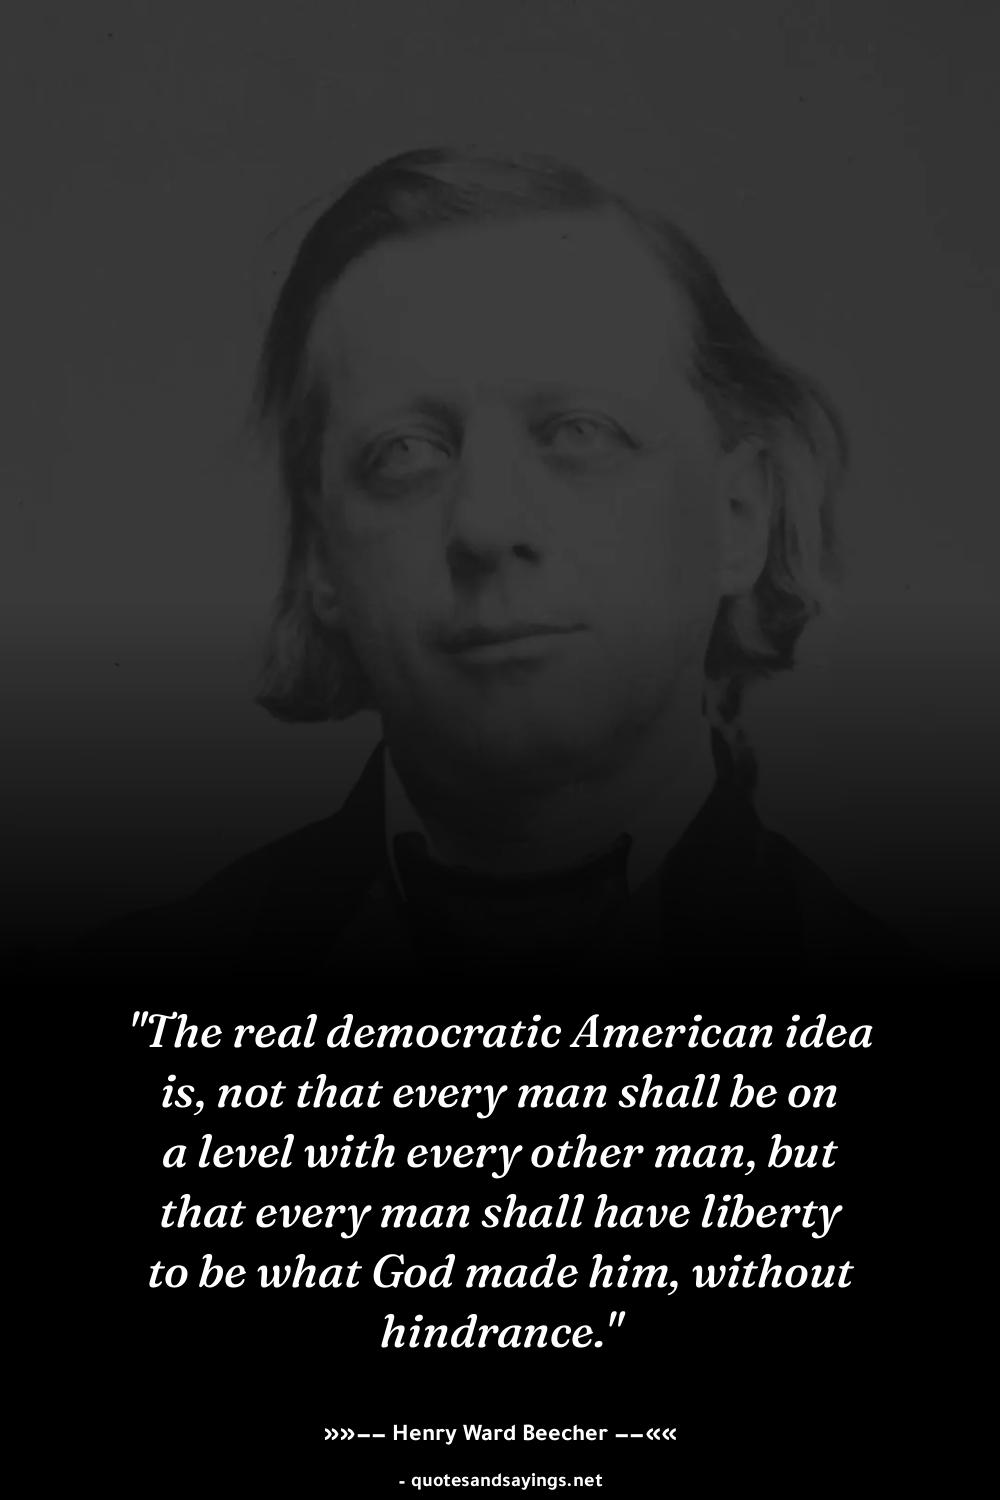 "The real democratic American idea
is, not that every man shall be on
a level with every other man, but
that every man shall have liberty
to be what God made him, without
hindrance."
»»−− Henry Ward Beecher −−««
- quotesandsayings.net